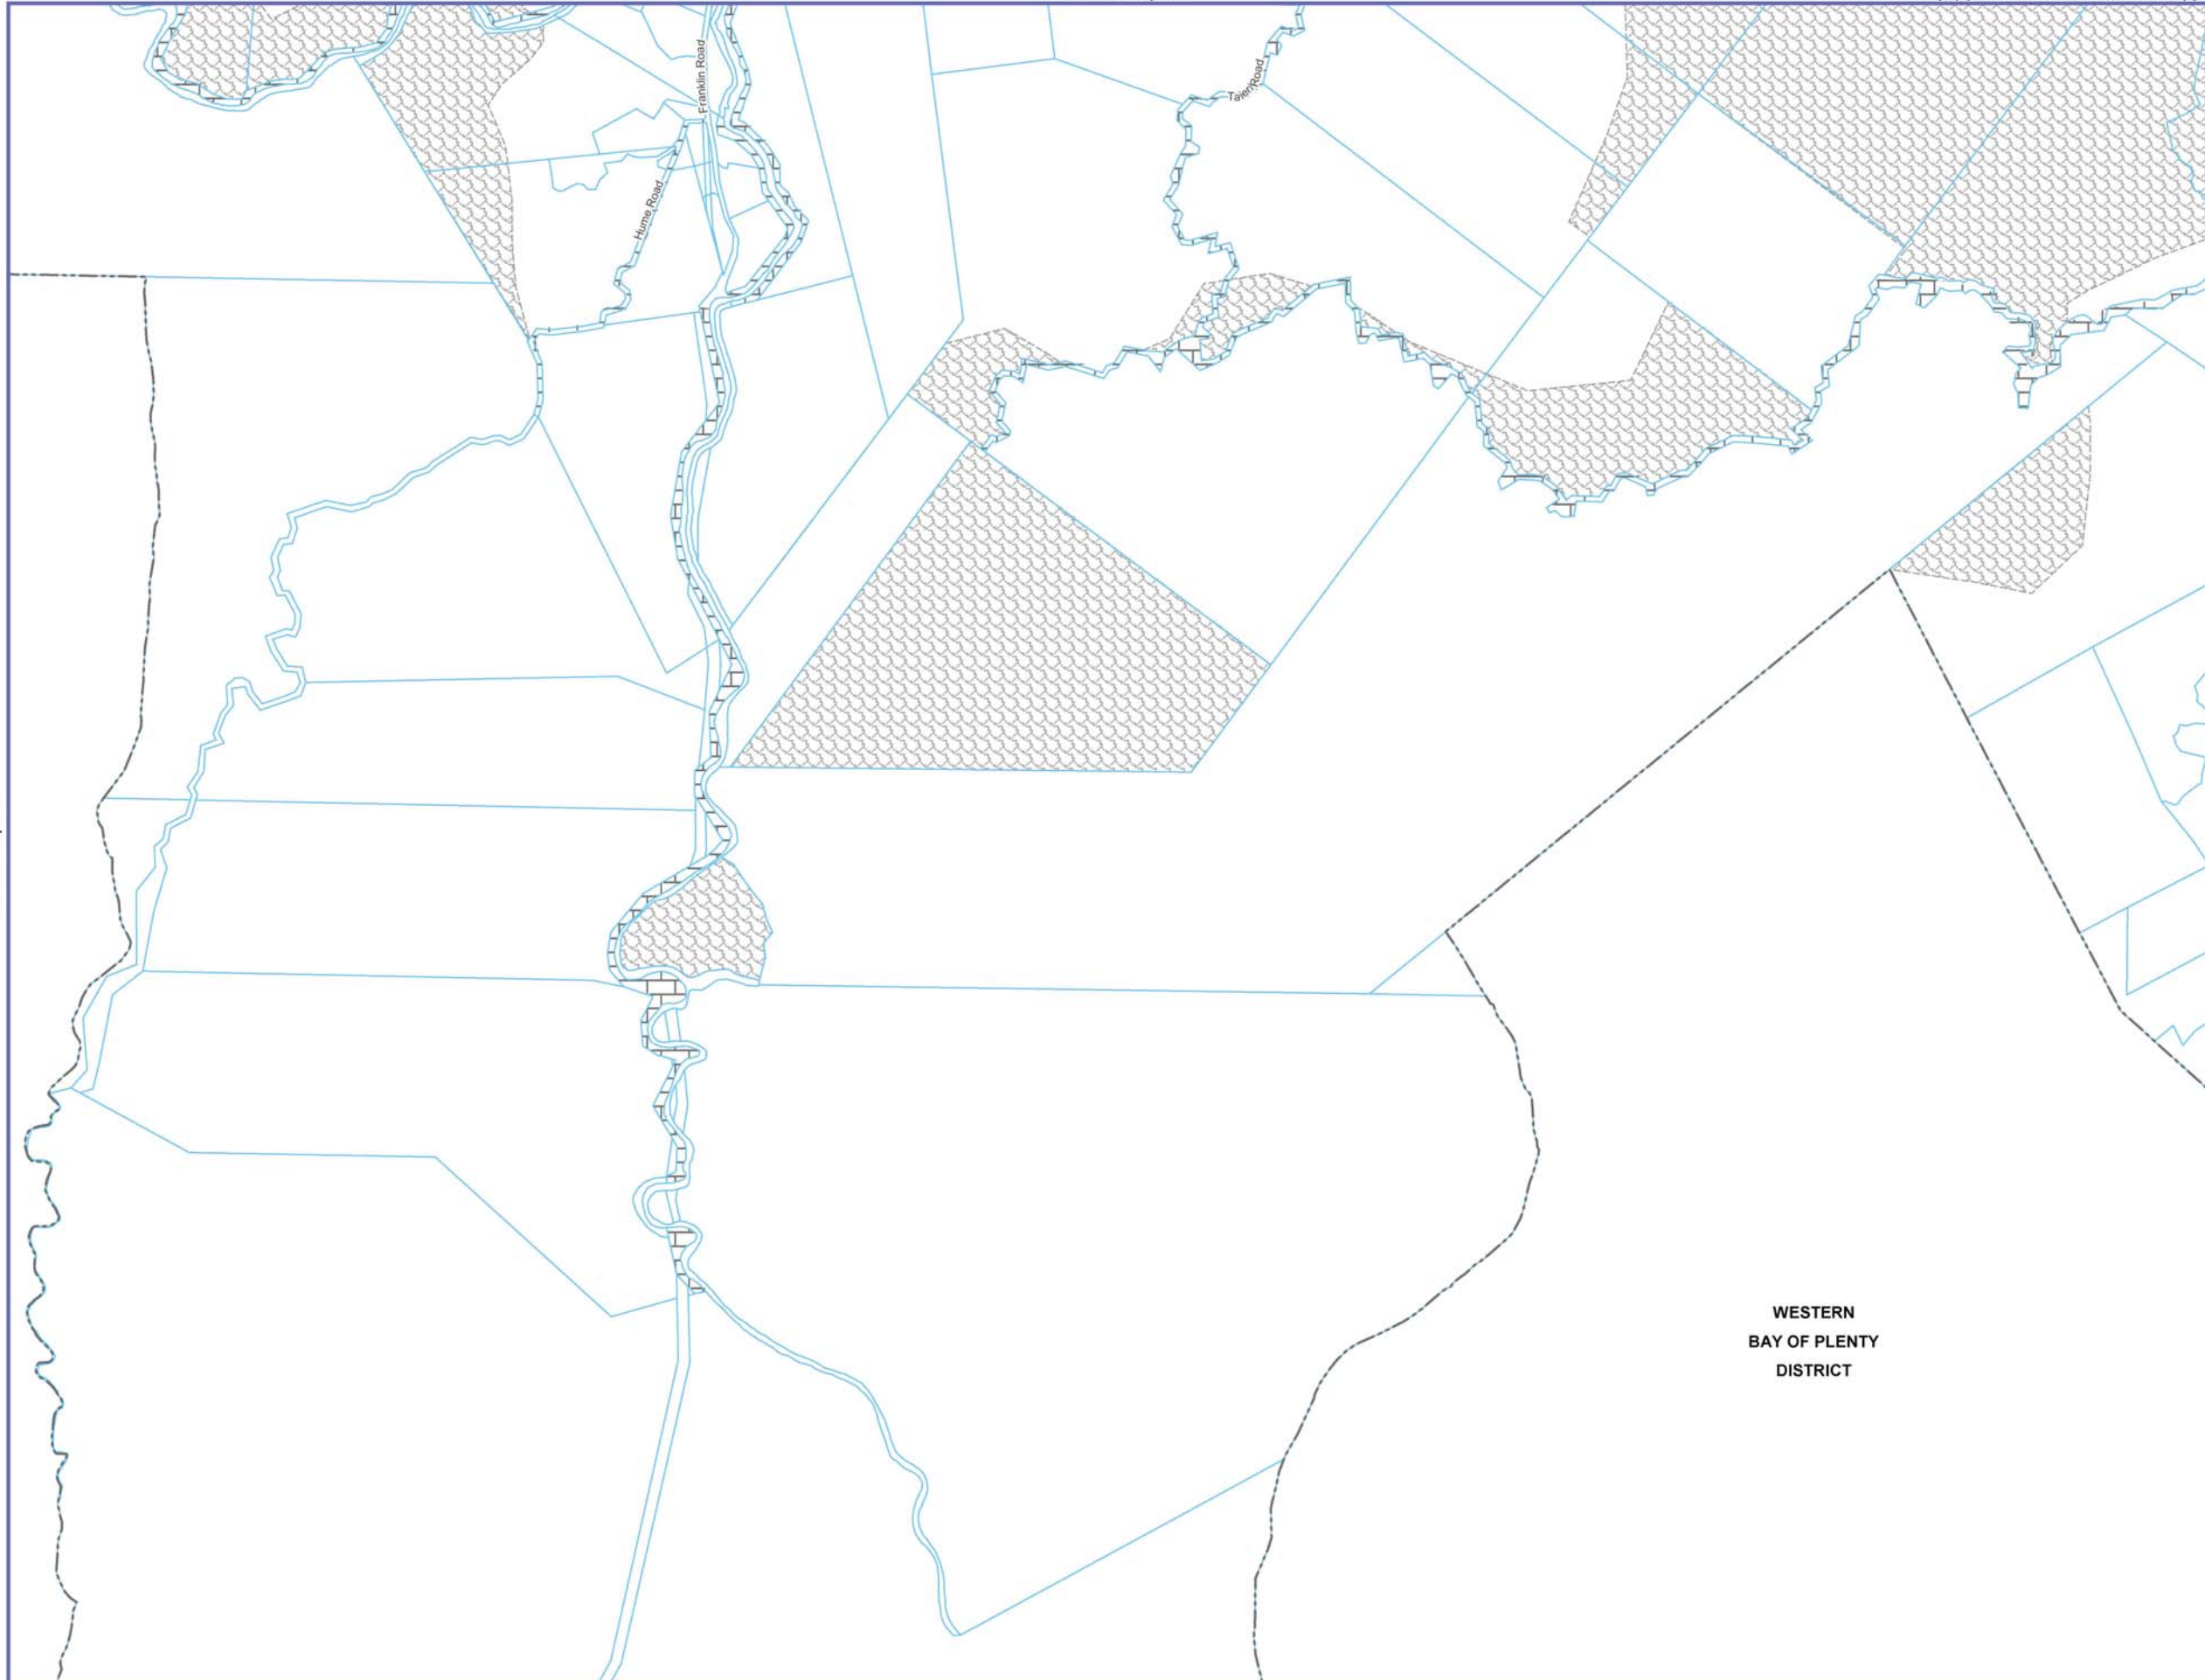 Franklin Road
Taieri Road
Hume Road
WESTERN
BAY OF PLENTY
DISTRICT